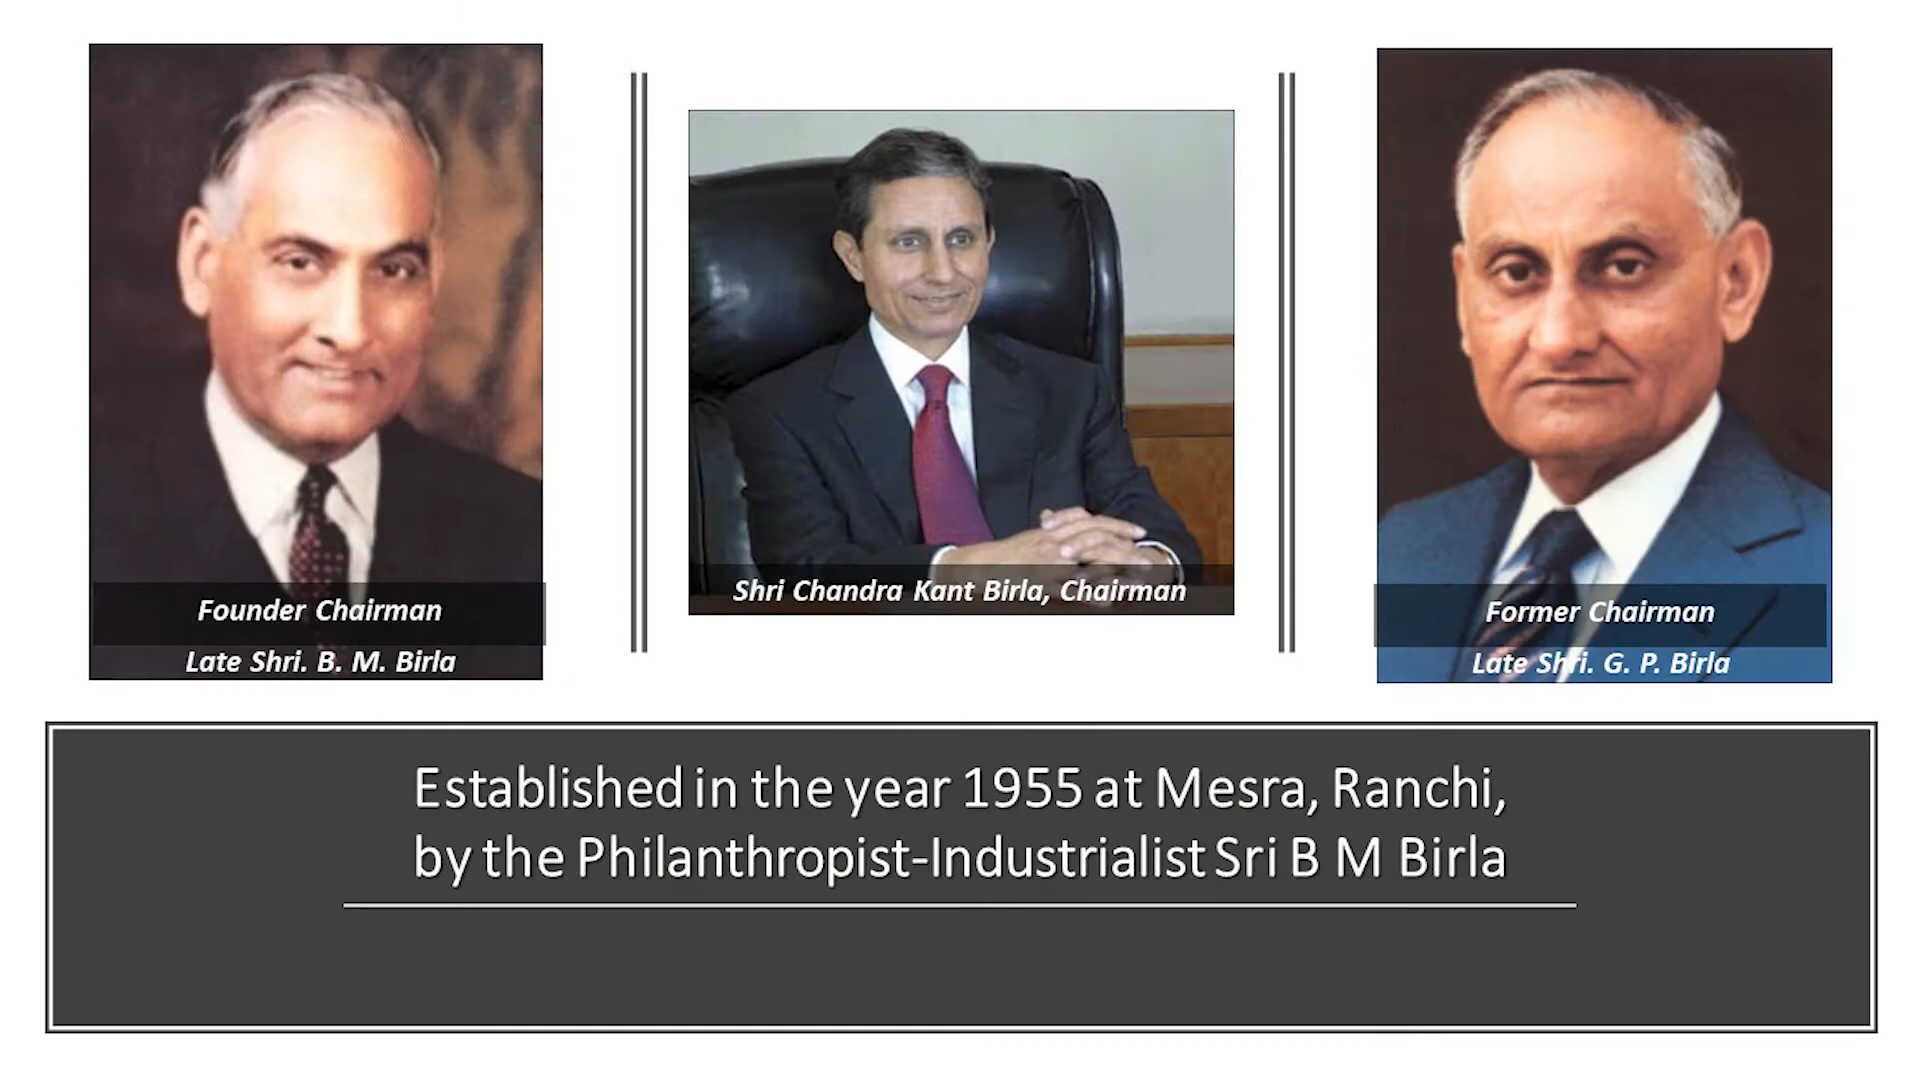 Founder Chairman
Late Shri. B. M. Birla
Shri Chandra Kant Birla, Chairman
Former Chairman
Late Shri. G. P. Birla
Established in the year 1955 at Mesra, Ranchi,
by the Philanthropist-Industrialist Sri B M Birla